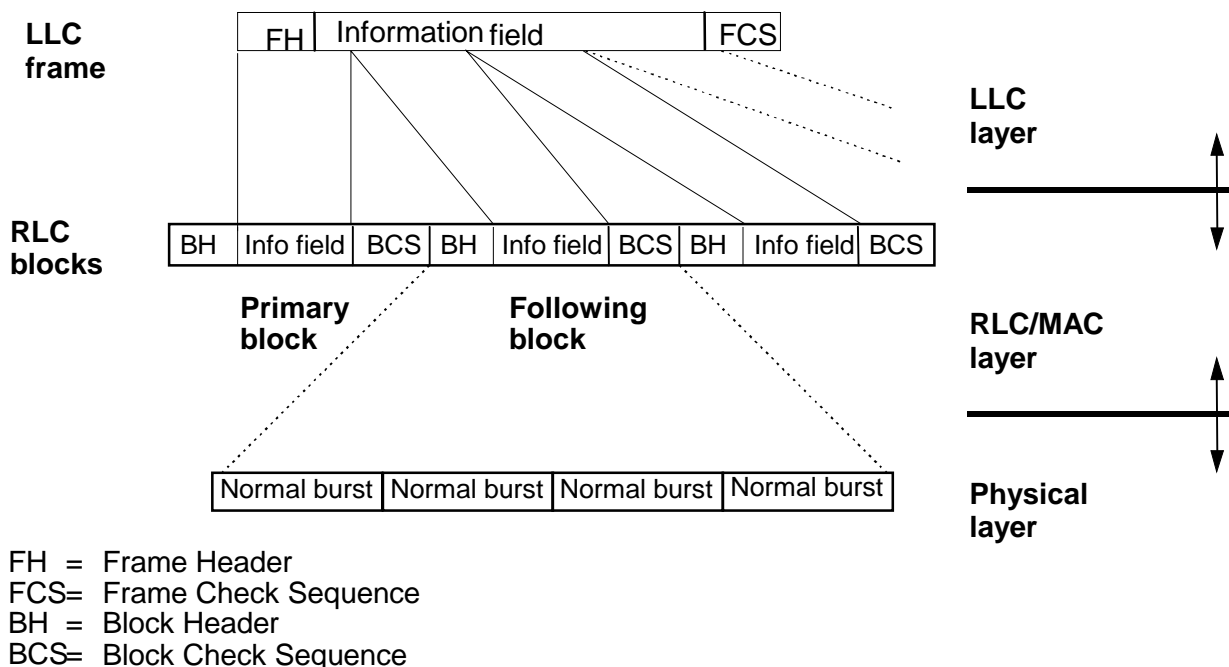 LLC
frame
FH Information field FCS
LLC
layer
RLC
blocks
BH Info field BCS BH Info field BCS BH Info field BCS
Primary
block
Following
block
RLC/MAC
layer
Normal burst Normal burst Normal burst Normal burst
Physical
layer
FH = Frame Header
FCS= Frame Check Sequence
BH = Block Header
BCS= Block Check Sequence